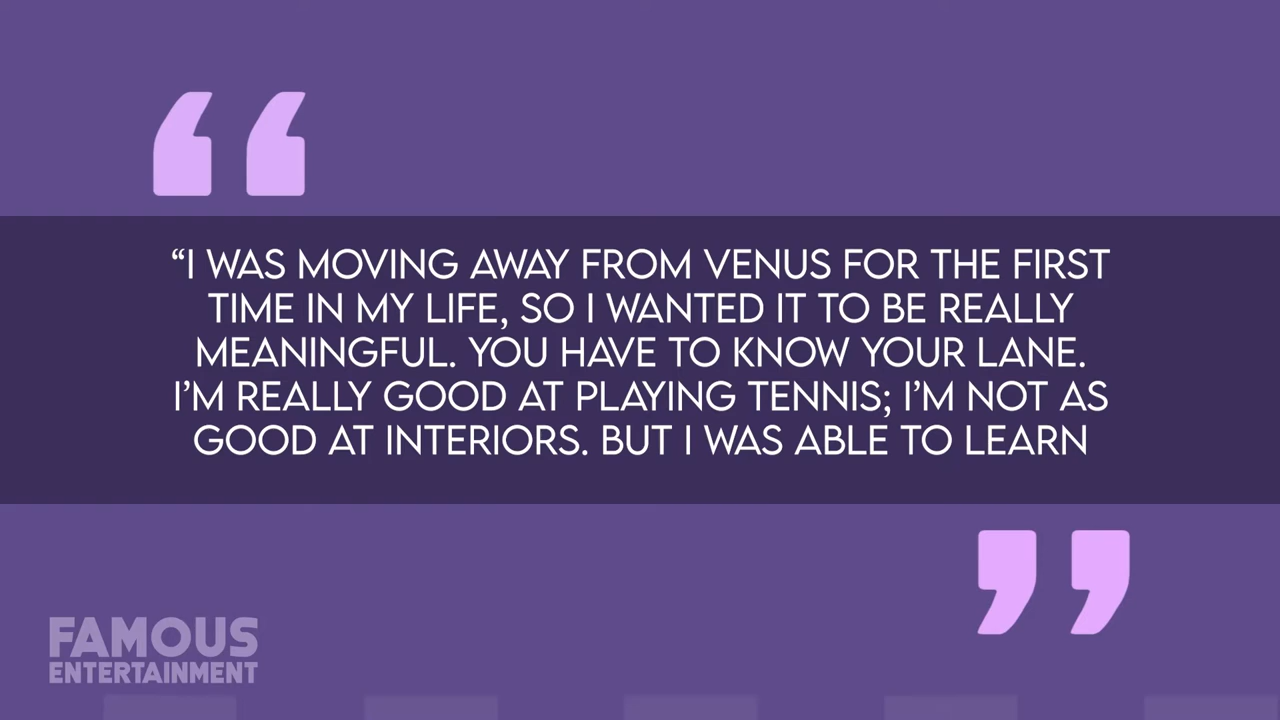 “I WAS MOVING AWAY FROM VENUS FOR THE FIRST
TIME IN MY LIFE, SO I WANTED IT TO BE REALLY
MEANINGFUL. YOU HAVE TO KNOW YOUR LANE.
I’M REALLY GOOD AT PLAYING TENNIS; I’M NOT AS
GOOD AT INTERIORS. BUT I WAS ABLE TO LEARN
FAMOUS
ENTERTAINMENT